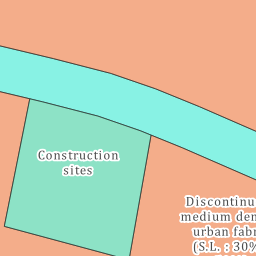 Construction
sites
Discontinu
medium den
urban fabr
(S.L. : 30%